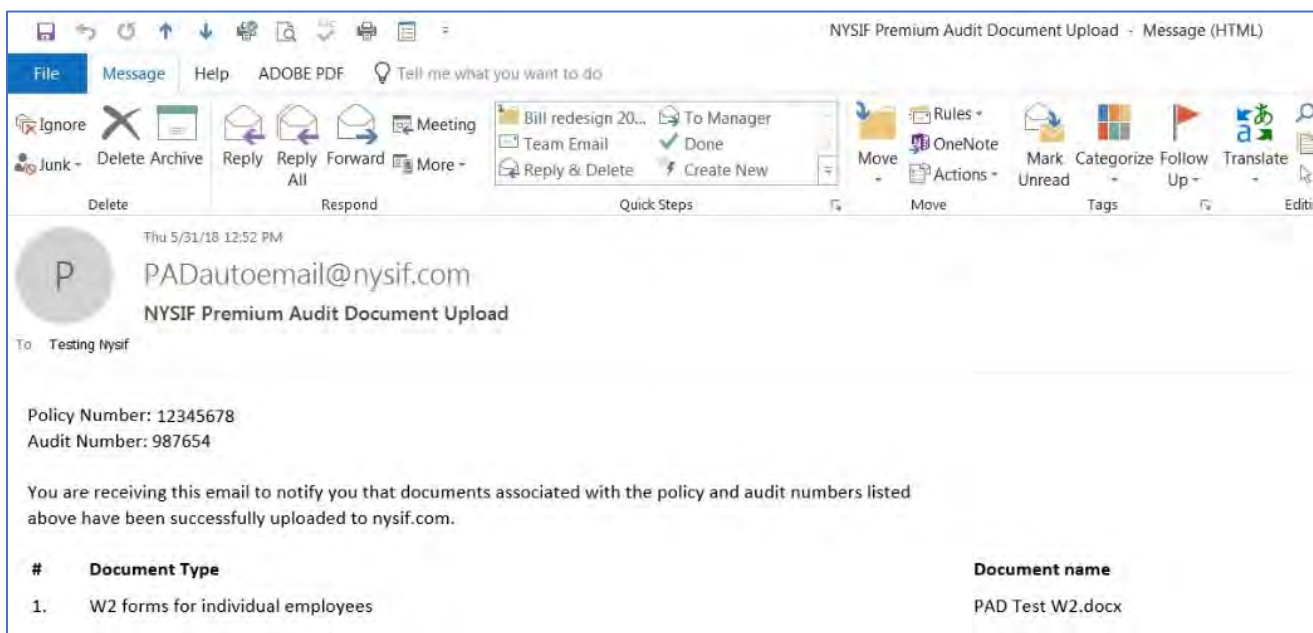 NYSIF Premium Audit Document Upload - Message (HTML)
File Message Help ADOBE PDF Tell me what you want to do
Ignore
Junk
Delete
Archive
Delete
Reply
Reply All
Forward
Meeting
More
Respond
Bill redesign 20...
Team Email
Reply & Delete
To Manager
Done
Create New
Quick Steps
Move
Rules
OneNote
Actions
Move
Mark Unread
Categorize
Follow Up
Tags
Translate
Editi
Thu 5/31/18 12:52 PM
P
PADautoemail@nysif.com
NYSIF Premium Audit Document Upload
To Testing Nysif
Policy Number: 12345678
Audit Number: 987654
You are receiving this email to notify you that documents associated with the policy and audit numbers listed
above have been successfully uploaded to nysif.com.
# Document Type Document name
1. W2 forms for individual employees PAD Test W2.docx